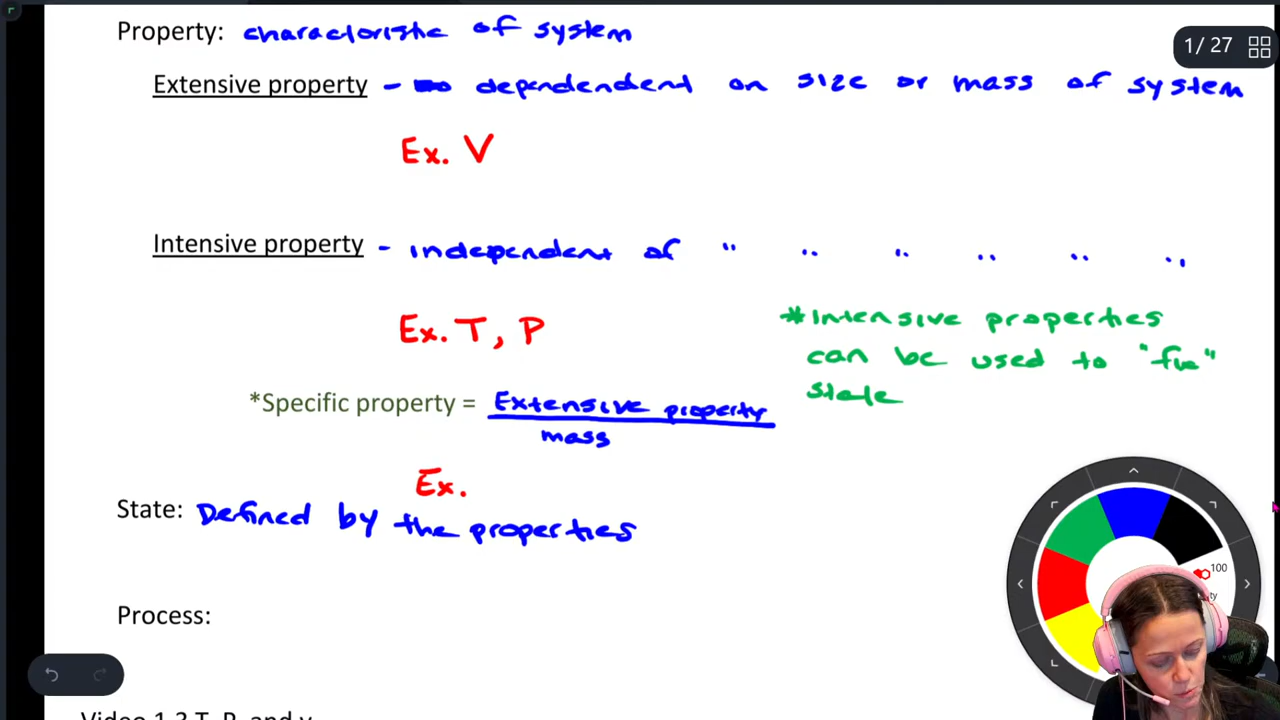 Property: characteristic of system
1/ 27
Extensive property - dependendent on size or mass of system
Ex. V
Intensive property - independent of " " " " " "
Ex. T, P
*Intensive properties
can be used to "fix"
state
*Specific property = Extensive property
mass
Ex.
State: Defined by the properties
100
Process:
Video 1.3 T, P, and v